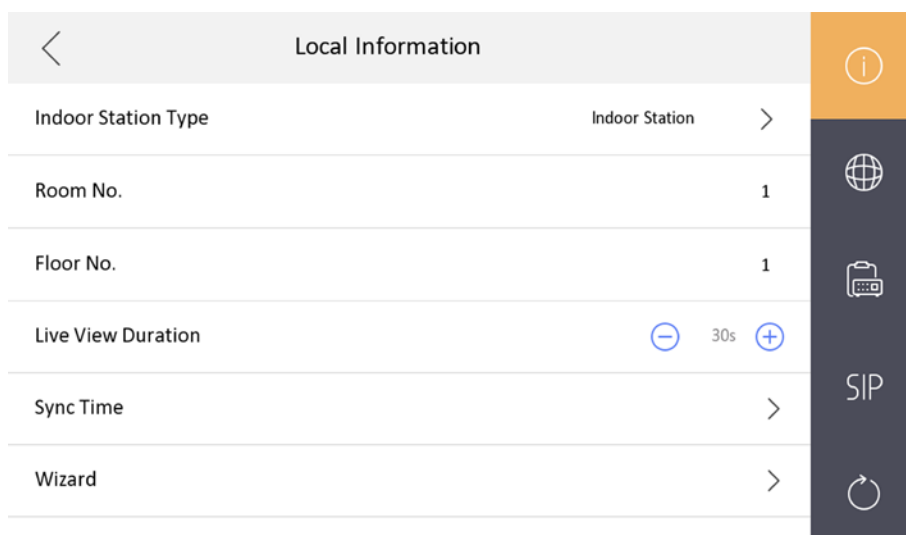 Local Information
Indoor Station Type Indoor Station
Room No. 1
Floor No. 1
Live View Duration 30s
Sync Time
Wizard
SIP